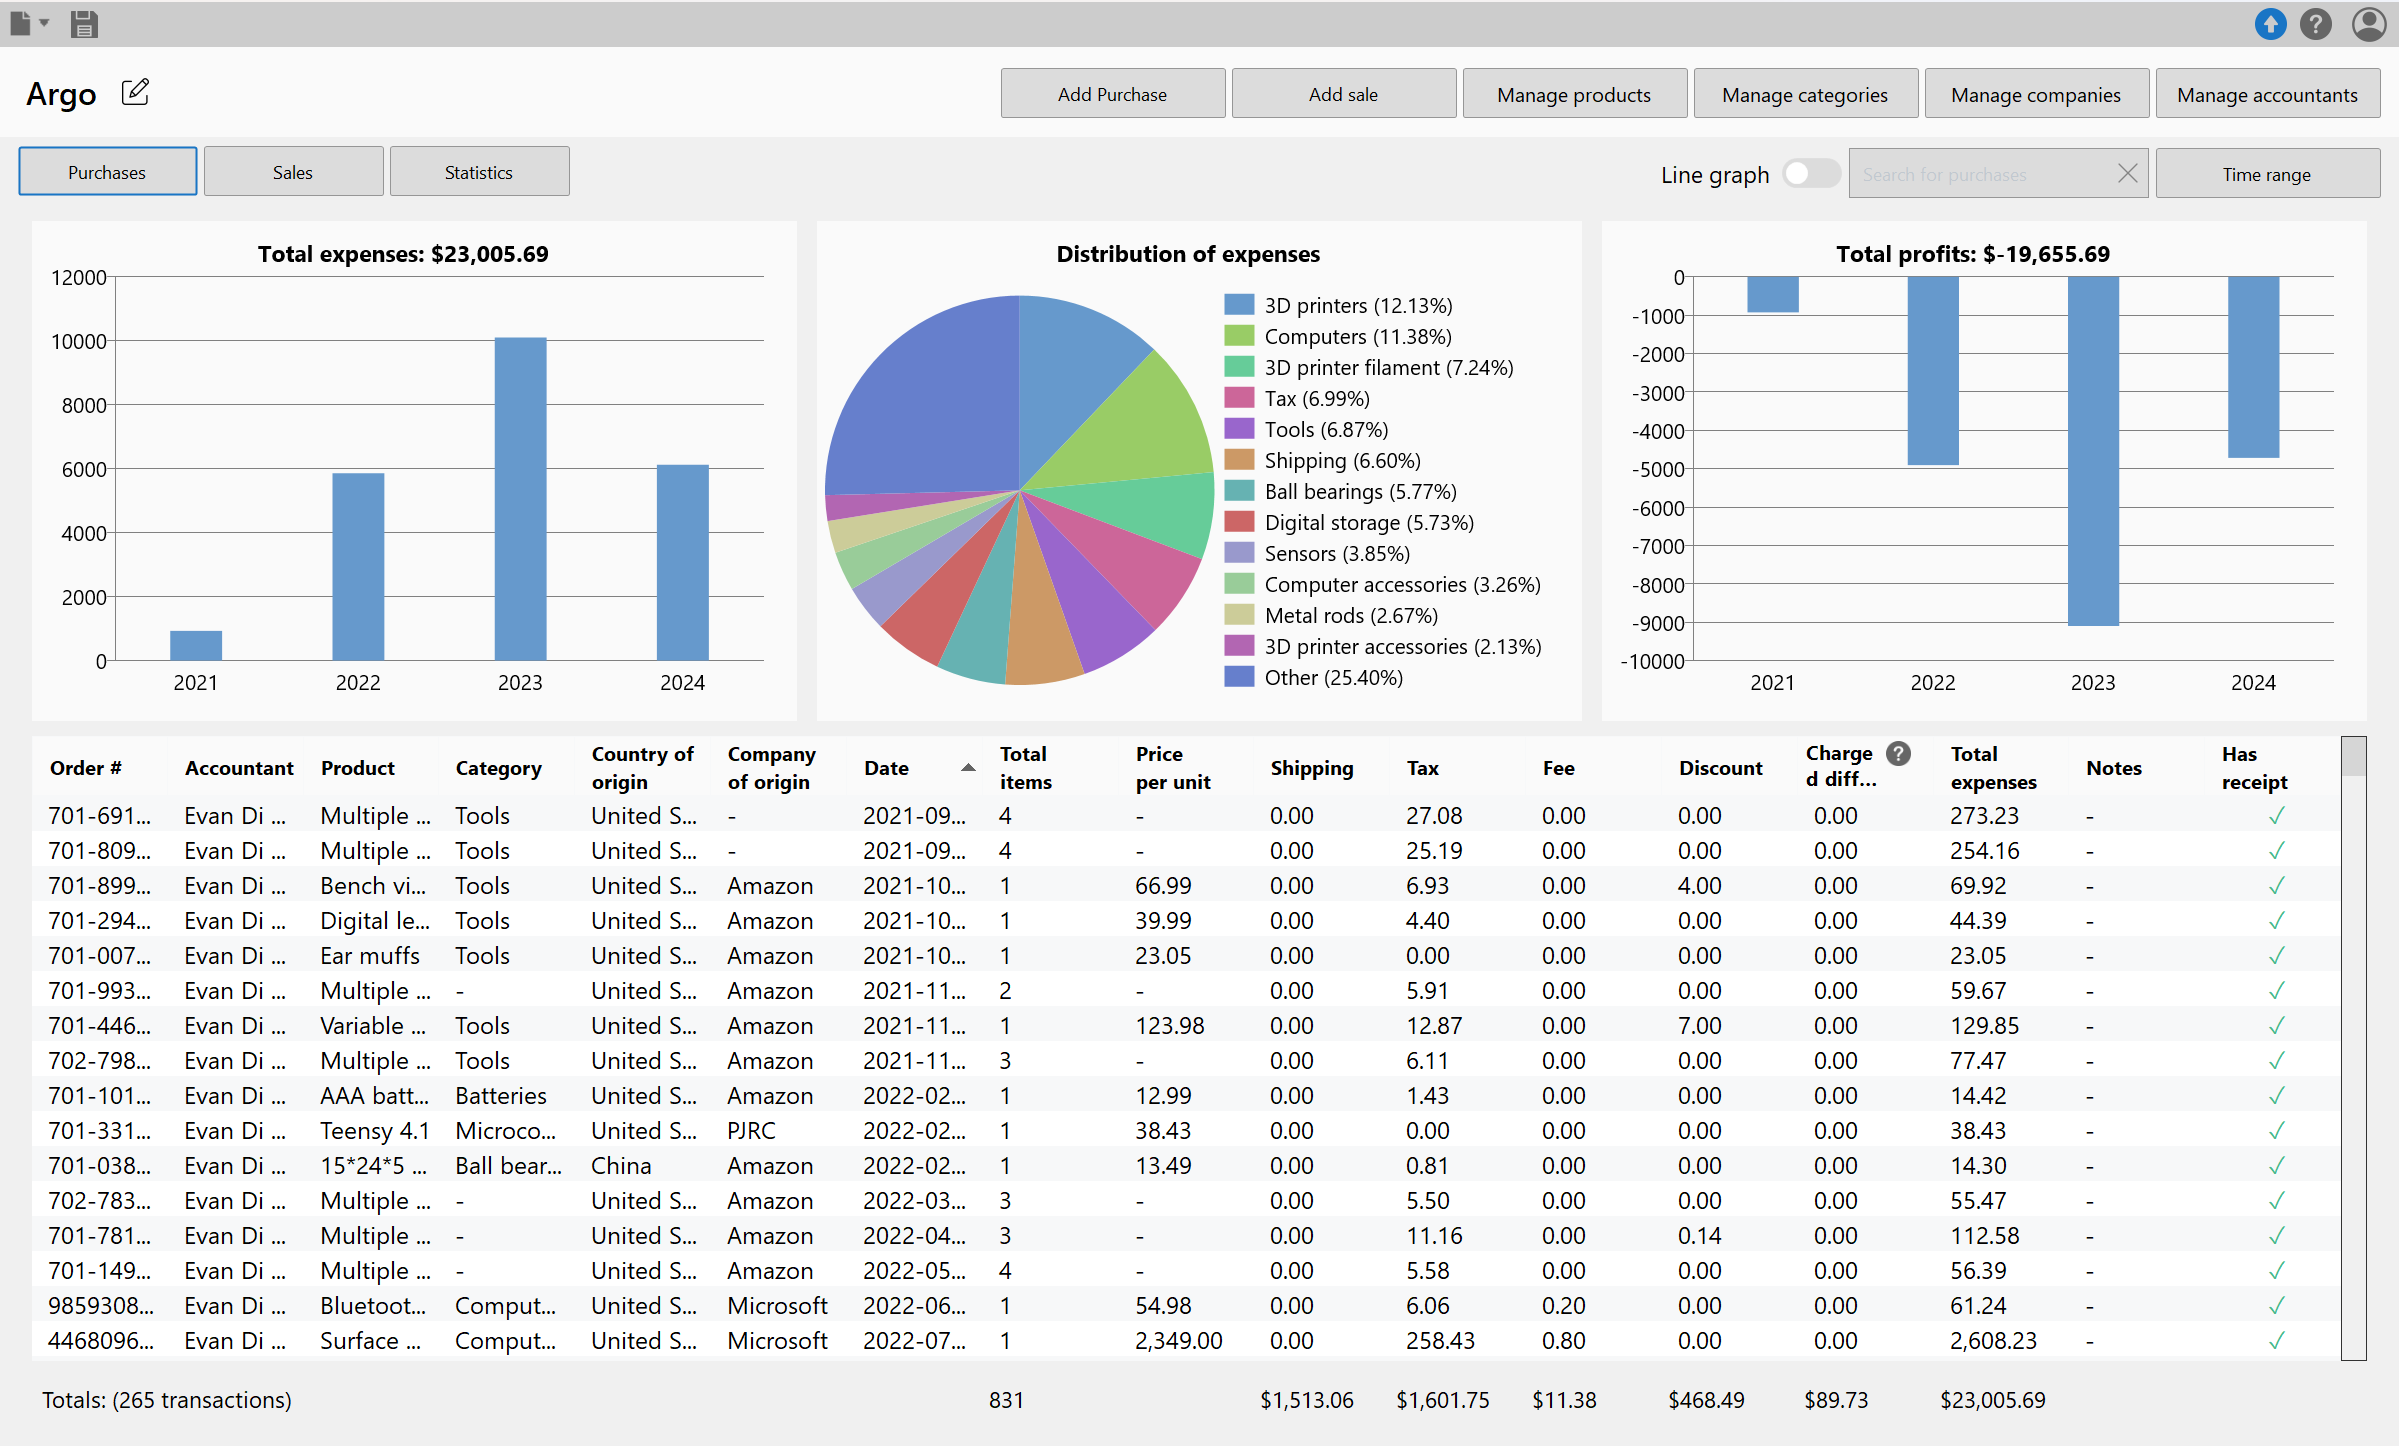 Argo
Add Purchase
Add sale
Manage products
Manage categories
Manage companies
Manage accountants
Purchases
Sales
Statistics
Line graph
Search for purchases
Time range
Total expenses: $23,005.69
12000
10000
8000
6000
4000
2000
0
2021 2022 2023 2024
Distribution of expenses
3D printers (12.13%)
Computers (11.38%)
3D printer filament (7.24%)
Tax (6.99%)
Tools (6.87%)
Shipping (6.60%)
Ball bearings (5.77%)
Digital storage (5.73%)
Sensors (3.85%)
Computer accessories (3.26%)
Metal rods (2.67%)
3D printer accessories (2.13%)
Other (25.40%)
Total profits: $-19,655.69
0
-1000
-2000
-3000
-4000
-5000
-6000
-7000
-8000
-9000
-10000
2021 2022 2023 2024
Order # Accountant Product Category Country of origin Company of origin Date Total items Price per unit Shipping Tax Fee Discount Charge d diff... ? Total expenses Notes Has receipt
701-691... Evan Di ... Multiple ... Tools United S... - 2021-09... 4 - 0.00 27.08 0.00 0.00 0.00 273.23 - ✓
701-809... Evan Di ... Multiple ... Tools United S... - 2021-09... 4 - 0.00 25.19 0.00 0.00 0.00 254.16 - ✓
701-899... Evan Di ... Bench vi... Tools United S... Amazon 2021-10... 1 66.99 0.00 6.93 0.00 4.00 0.00 69.92 - ✓
701-294... Evan Di ... Digital le... Tools United S... Amazon 2021-10... 1 39.99 0.00 4.40 0.00 0.00 0.00 44.39 - ✓
701-007... Evan Di ... Ear muffs Tools United S... Amazon 2021-10... 1 23.05 0.00 0.00 0.00 0.00 0.00 23.05 - ✓
701-993... Evan Di ... Multiple ... - United S... Amazon 2021-11... 2 - 0.00 5.91 0.00 0.00 0.00 59.67 - ✓
701-446... Evan Di ... Variable ... Tools United S... Amazon 2021-11... 1 123.98 0.00 12.87 0.00 7.00 0.00 129.85 - ✓
702-798... Evan Di ... Multiple ... Tools United S... Amazon 2021-11... 3 - 0.00 6.11 0.00 0.00 0.00 77.47 - ✓
701-101... Evan Di ... AAA batt... Batteries United S... Amazon 2022-02... 1 12.99 0.00 1.43 0.00 0.00 0.00 14.42 - ✓
701-331... Evan Di ... Teensy 4.1 Microco... United S... PJRC 2022-02... 1 38.43 0.00 0.00 0.00 0.00 0.00 38.43 - ✓
701-038... Evan Di ... 15*24*5 ... Ball bear... China Amazon 2022-02... 1 13.49 0.00 0.81 0.00 0.00 0.00 14.30 - ✓
702-783... Evan Di ... Multiple ... - United S... Amazon 2022-03... 3 - 0.00 5.50 0.00 0.00 0.00 55.47 - ✓
701-781... Evan Di ... Multiple ... - United S... Amazon 2022-04... 3 - 0.00 11.16 0.00 0.14 0.00 112.58 - ✓
701-149... Evan Di ... Multiple ... - United S... Amazon 2022-05... 4 - 0.00 5.58 0.00 0.00 0.00 56.39 - ✓
9859308... Evan Di ... Bluetoot... Comput... United S... Microsoft 2022-06... 1 54.98 0.00 6.06 0.20 0.00 0.00 61.24 - ✓
4468096... Evan Di ... Surface ... Comput... United S... Microsoft 2022-07... 1 2,349.00 0.00 258.43 0.80 0.00 0.00 2,608.23 - ✓
Totals: (265 transactions) 831 $1,513.06 $1,601.75 $11.38 $468.49 $89.73 $23,005.69